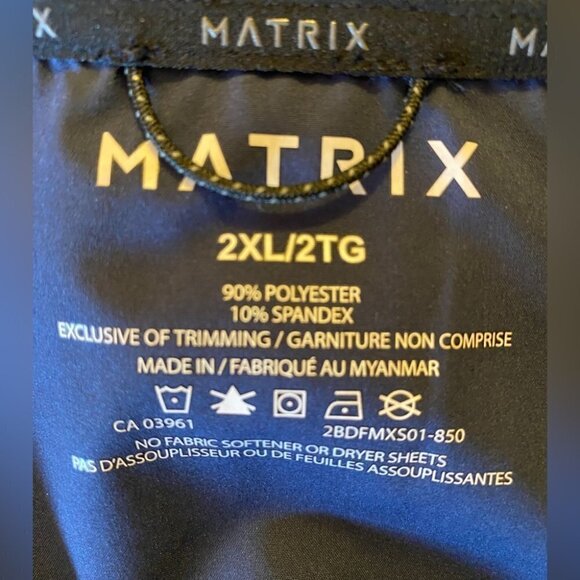 X MATRIX MA
MATRIX
2XL/2TG
90% POLYESTER
10% SPANDEX
EXCLUSIVE OF TRIMMING / GARNITURE NON COMPRISE
MADE IN / FABRIQUÉ AU MYANMAR
CA 03961 2BDFMXS01-850
NO FABRIC SOFTENER OR DRYER SHEETS
PAS D'ASSOUPLISSEUR OU DE FEUILLES ASSOUPLISSANTES